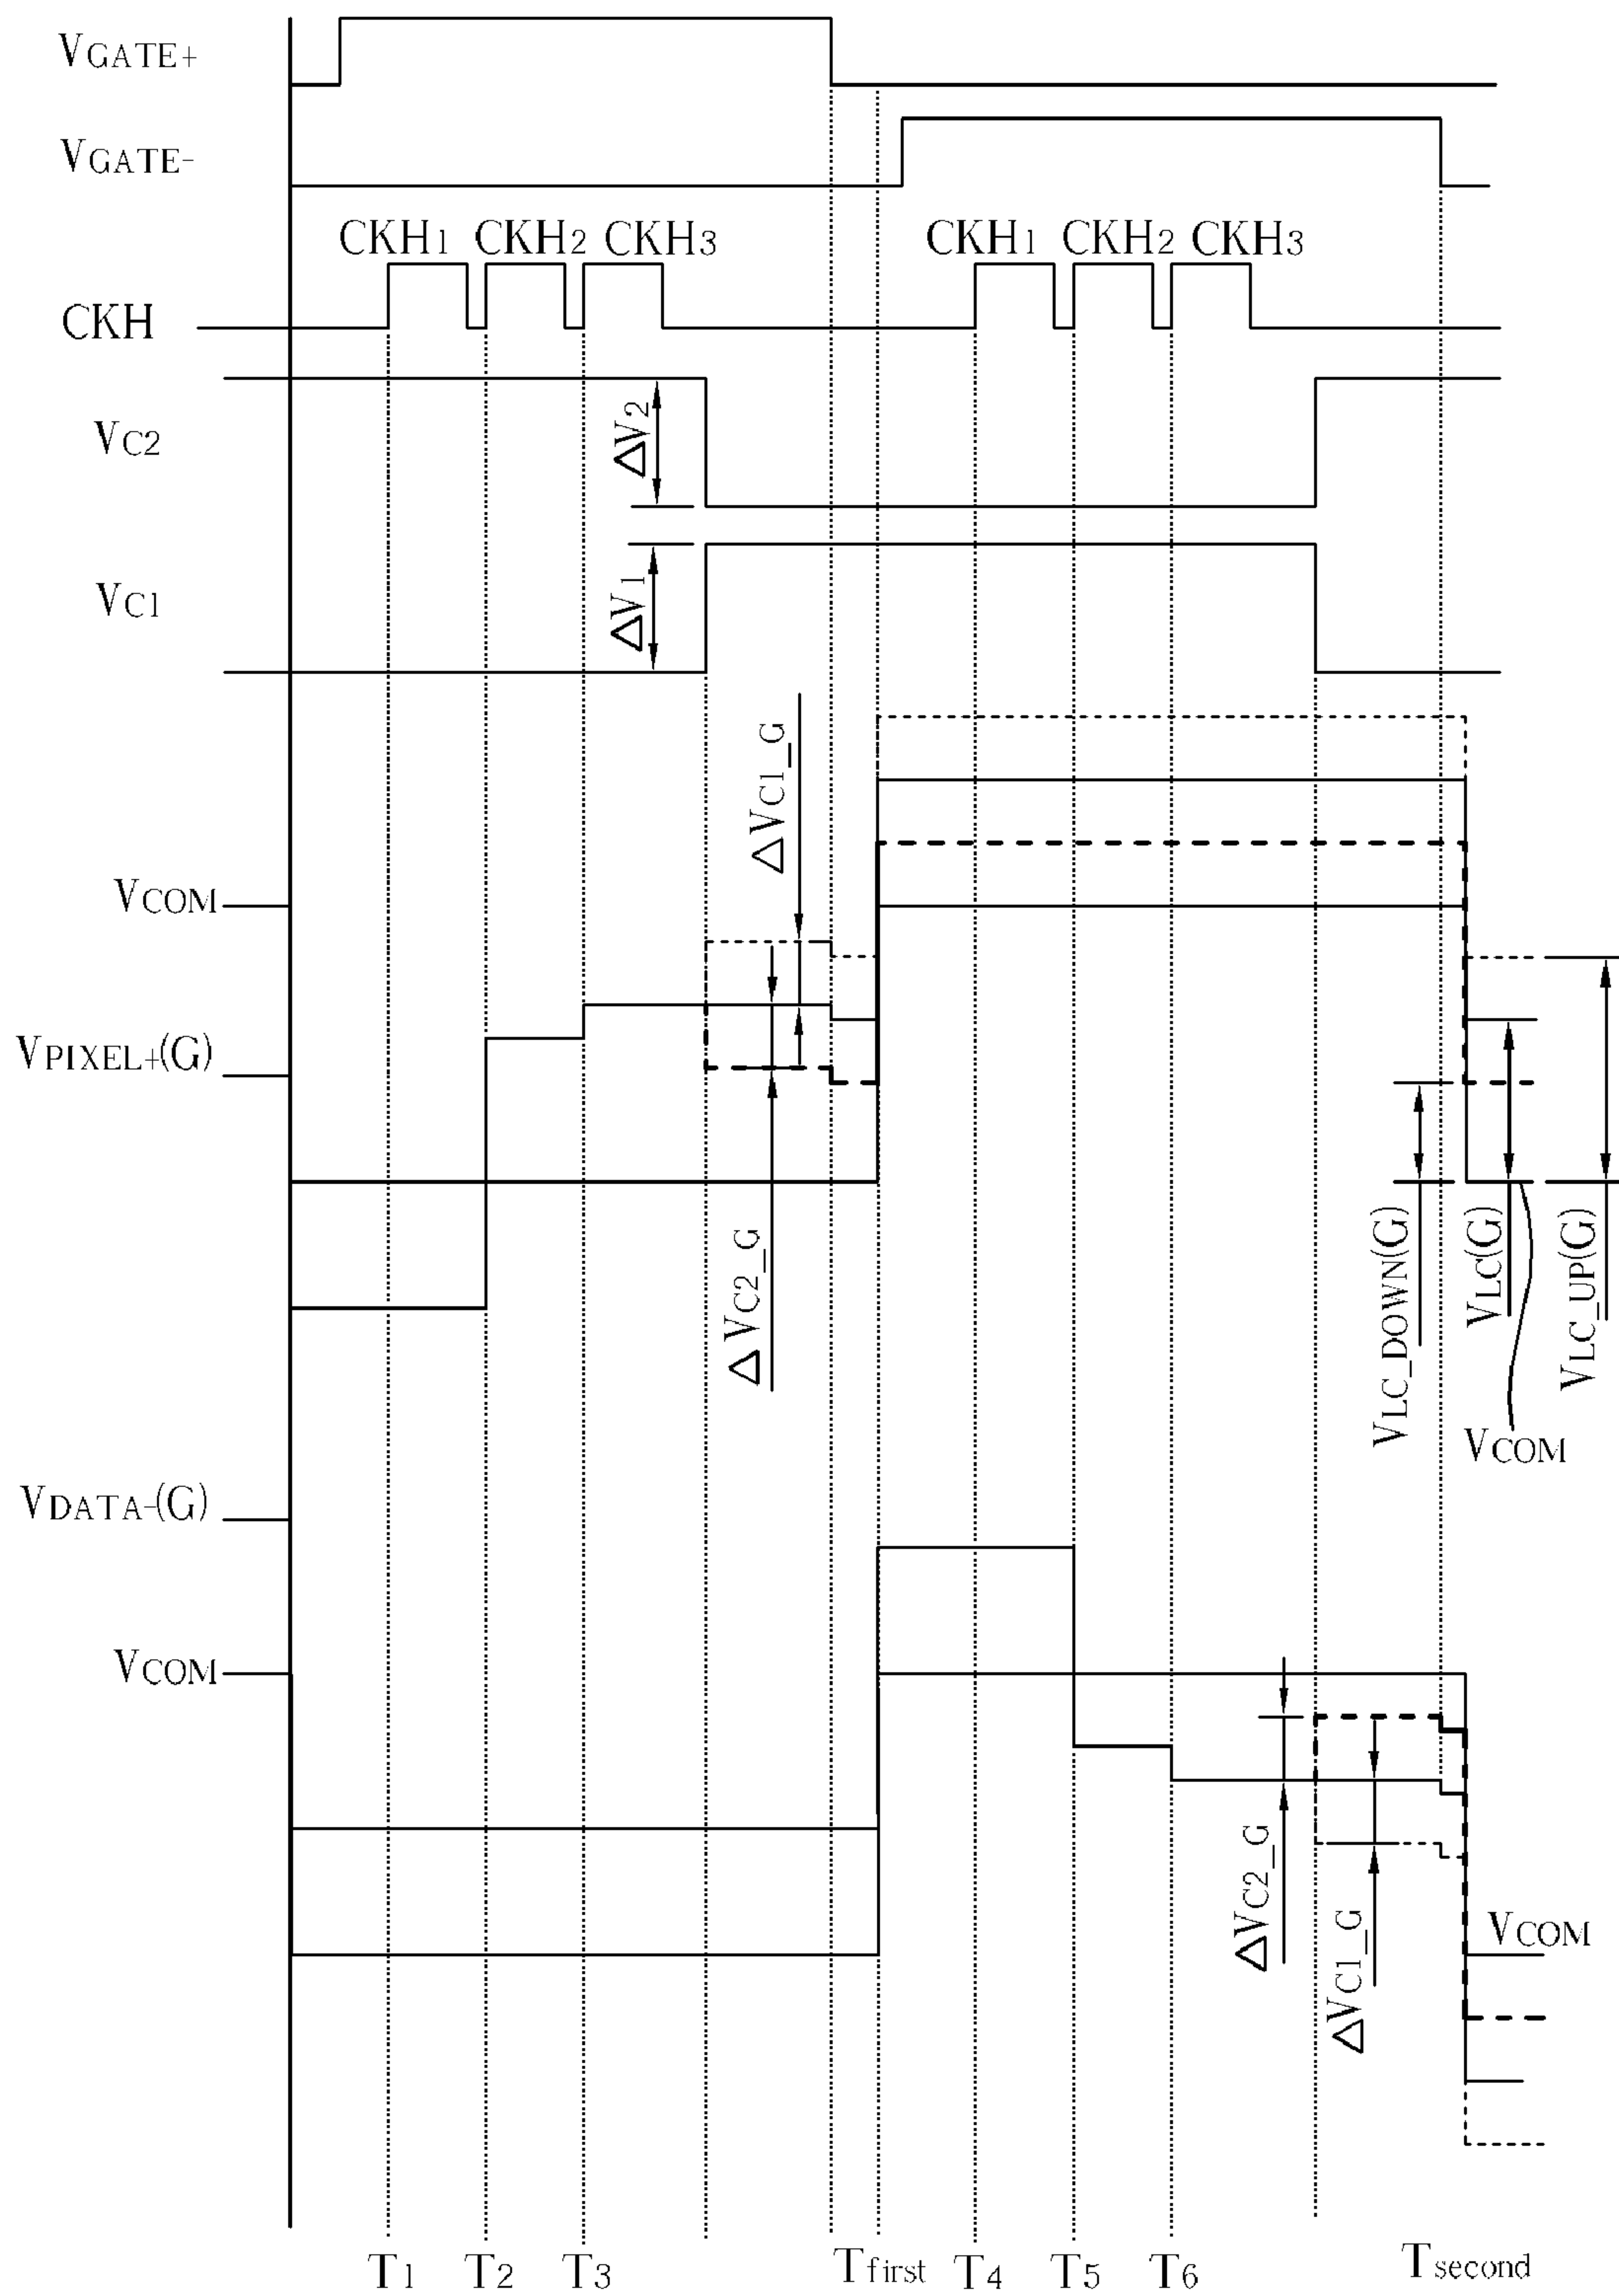 VGATE+
VGATE-
CKH1 CKH2 CKH3 CKH1 CKH2 CKH3
CKH
VC2
ΔV2
VC1
ΔV1
ΔVC1_G
VCOM
VPIXEL+(G)
ΔVC2_G
VLC_DOWN(G)
VLC(G)
VLC_UP(G)
VCOM
VDATA-(G)
VCOM
ΔVC2_G
ΔVC1_G
VCOM
T1 T2 T3 Tfirst T4 T5 T6 Tsecond